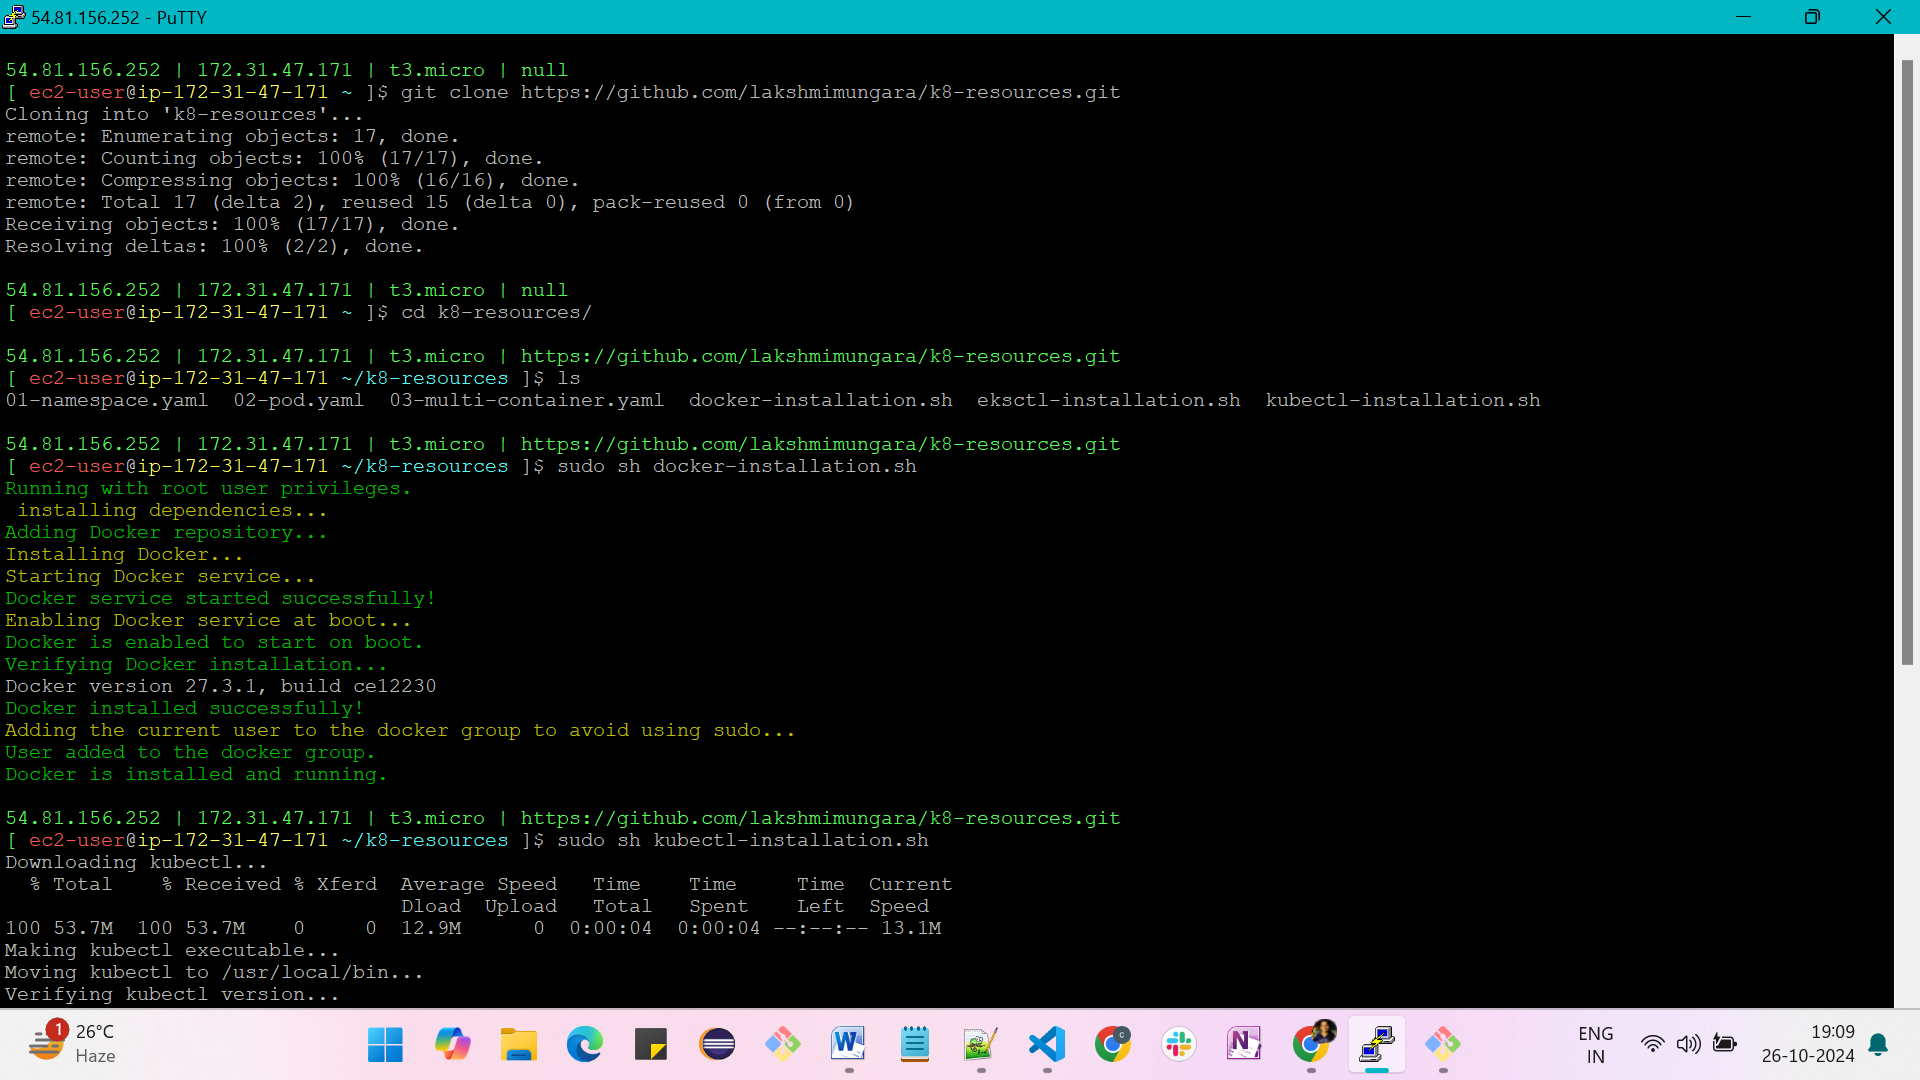 54.81.156.252 - PuTTY
54.81.156.252 | 172.31.47.171 | t3.micro | null
[ ec2-user@ip-172-31-47-171 ~ ]$ git clone https://github.com/lakshmimungara/k8-resources.git
Cloning into 'k8-resources'...
remote: Enumerating objects: 17, done.
remote: Counting objects: 100% (17/17), done.
remote: Compressing objects: 100% (16/16), done.
remote: Total 17 (delta 2), reused 15 (delta 0), pack-reused 0 (from 0)
Receiving objects: 100% (17/17), done.
Resolving deltas: 100% (2/2), done.
54.81.156.252 | 172.31.47.171 | t3.micro | null
[ ec2-user@ip-172-31-47-171 ~ ]$ cd k8-resources/
54.81.156.252 | 172.31.47.171 | t3.micro | https://github.com/lakshmimungara/k8-resources.git
[ ec2-user@ip-172-31-47-171 ~/k8-resources ]$ ls
01-namespace.yaml  02-pod.yaml  03-multi-container.yaml  docker-installation.sh  eksctl-installation.sh  kubectl-installation.sh
54.81.156.252 | 172.31.47.171 | t3.micro | https://github.com/lakshmimungara/k8-resources.git
[ ec2-user@ip-172-31-47-171 ~/k8-resources ]$ sudo sh docker-installation.sh
Running with root user privileges.
 installing dependencies...
Adding Docker repository...
Installing Docker...
Starting Docker service...
Docker service started successfully!
Enabling Docker service at boot...
Docker is enabled to start on boot.
Verifying Docker installation...
Docker version 27.3.1, build ce12230
Docker installed successfully!
Adding the current user to the docker group to avoid using sudo...
User added to the docker group.
Docker is installed and running.
54.81.156.252 | 172.31.47.171 | t3.micro | https://github.com/lakshmimungara/k8-resources.git
[ ec2-user@ip-172-31-47-171 ~/k8-resources ]$ sudo sh kubectl-installation.sh
Downloading kubectl...
  % Total    % Received % Xferd  Average Speed   Time    Time     Time  Current
                                 Dload  Upload   Total   Spent    Left  Speed
100 53.7M  100 53.7M    0     0  12.9M      0  0:00:04  0:00:04 --:--:-- 13.1M
Making kubectl executable...
Moving kubectl to /usr/local/bin...
Verifying kubectl version...
1
26°C
Haze
ENG
IN
19:09
26-10-2024